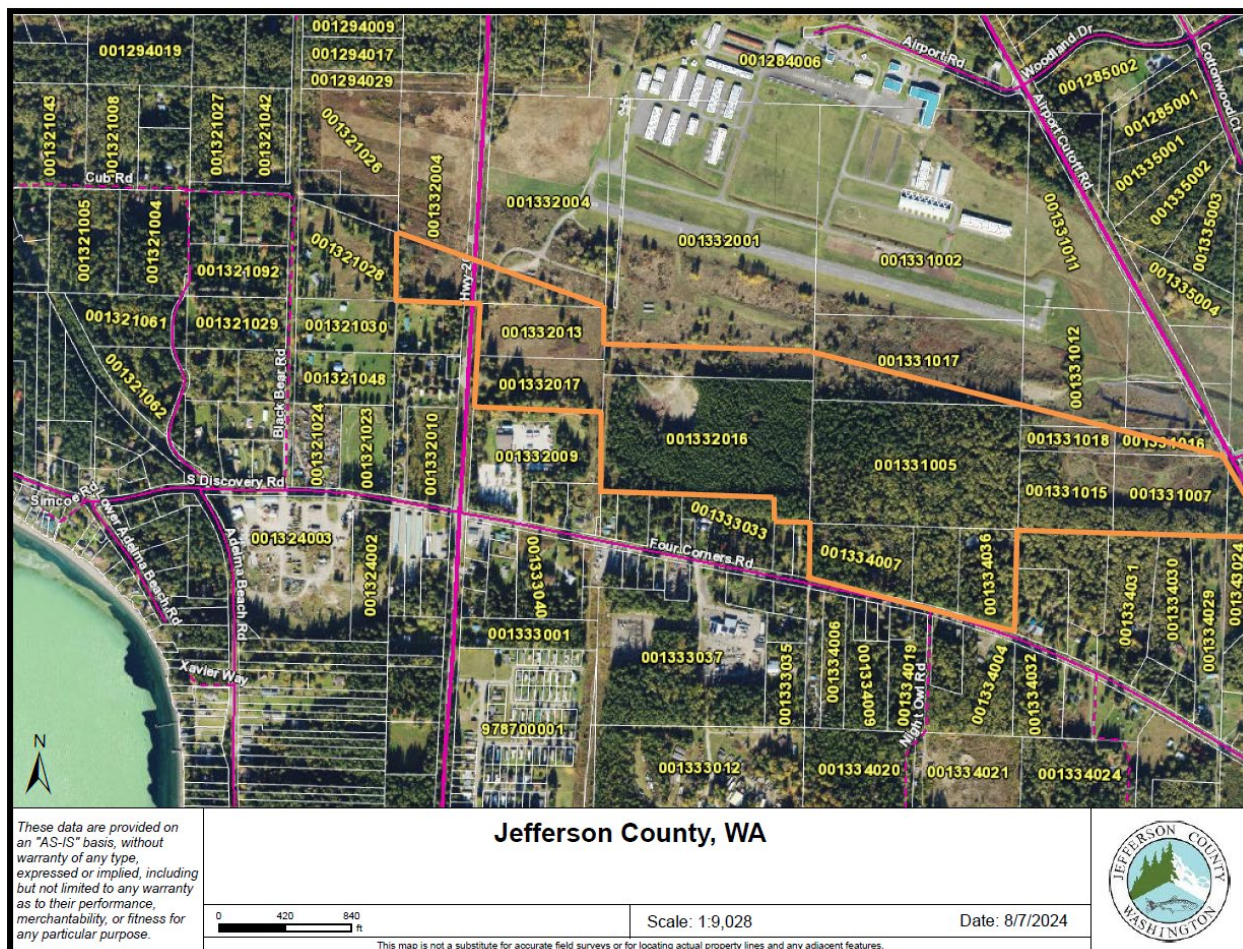 001294009
001294019
001294017
001294029
001284006
Airport Rd
Woodland Dr
Cottonwood Ct
001285002
001285001
Airport Cutoff Rd
001335001
001335002
001335003
001335004
001321043
001321008
001321027
001321042
001321026
001332004
Cub Rd
001332004
001332001
001331002
001331011
001321005
001321004
001321092
001321028
Hwy 2
001321061
001321029
001321030
001332013
001331017
001331012
001321062
Black Bear Rd
001321048
001332017
001321024
001321023
001332010
001332009
001332016
001331005
001331018
001331016
001331015
001331007
S Discovery Rd
Simcoe Rd
Lower Adelma Beach Rd
Adelma Beach Rd
001324003
001324002
001333033
Four Corners Rd
001333040
001334007
001334036
001334031
001334030
001334029
001343024
001333001
001333037
001333035
001334006
001334009
001334019
Night Owl Rd
001334004
001334032
Xavier Way
978700001
001333012
001334020
001334021
001334024
N
These data are provided on
an "AS-IS" basis, without
warranty of any type,
expressed or implied, including
but not limited to any warranty
as to their performance,
merchantability, or fitness for
any particular purpose.
Jefferson County, WA
0 420 840
ft
Scale: 1:9,028
Date: 8/7/2024
This map is not a substitute for accurate field surveys or for locating actual property lines and any adjacent features.
JEFFERSON COUNTY
WASHINGTON